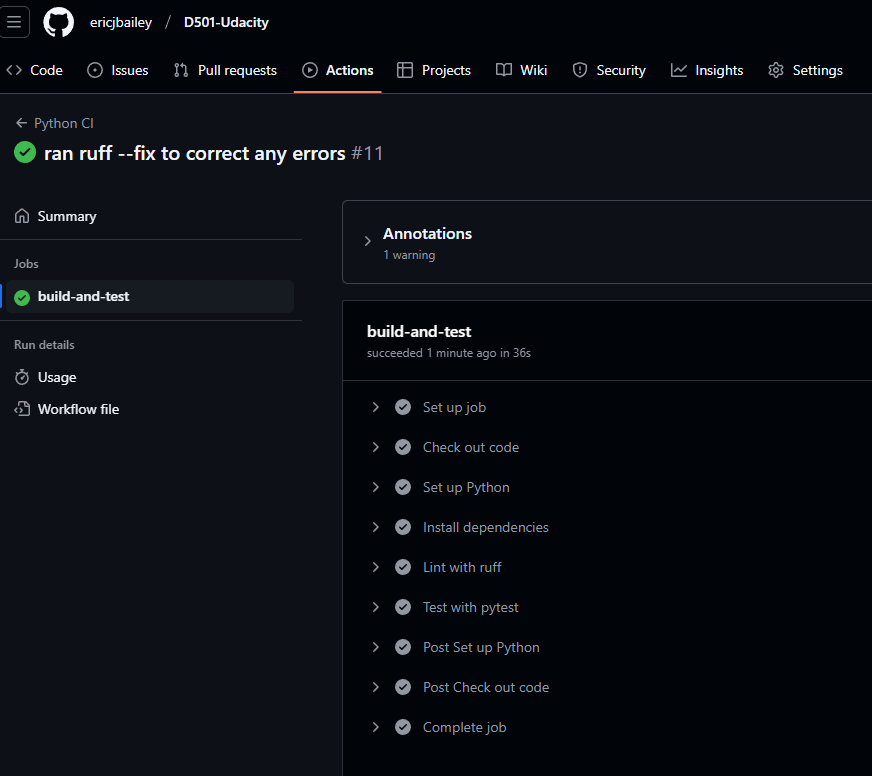 ericjbailey / D501-Udacity
Code Issues Pull requests Actions Projects Wiki Security Insights Settings
Python CI
ran ruff --fix to correct any errors #11
Summary
Jobs
build-and-test
Run details
Usage
Workflow file
Annotations
1 warning
build-and-test
succeeded 1 minute ago in 36s
Set up job
Check out code
Set up Python
Install dependencies
Lint with ruff
Test with pytest
Post Set up Python
Post Check out code
Complete job